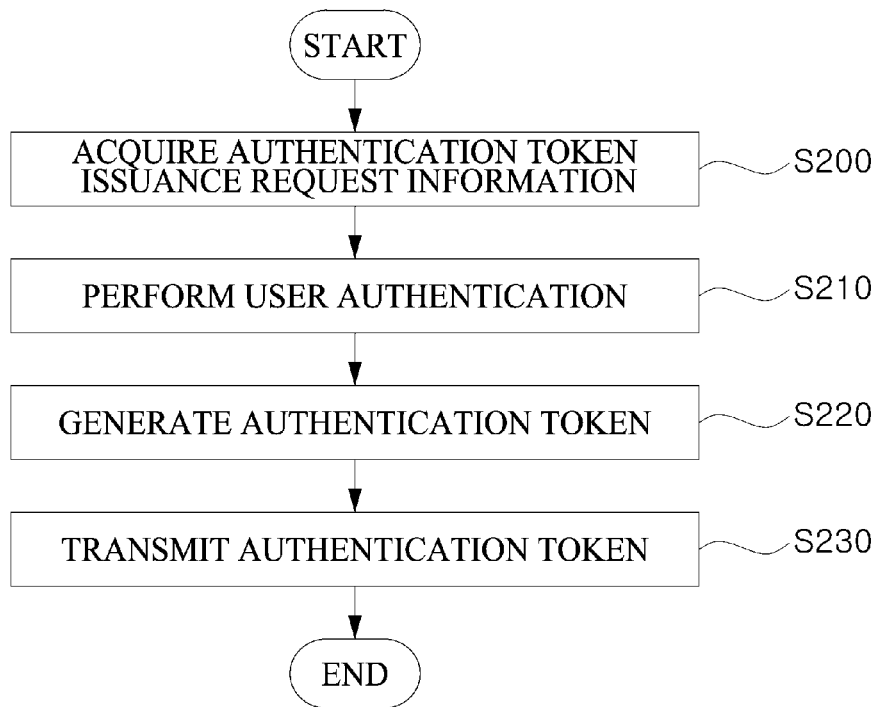 START
ACQUIRE AUTHENTICATION TOKEN
ISSUANCE REQUEST INFORMATION
S200
PERFORM USER AUTHENTICATION
S210
GENERATE AUTHENTICATION TOKEN
S220
TRANSMIT AUTHENTICATION TOKEN
S230
END